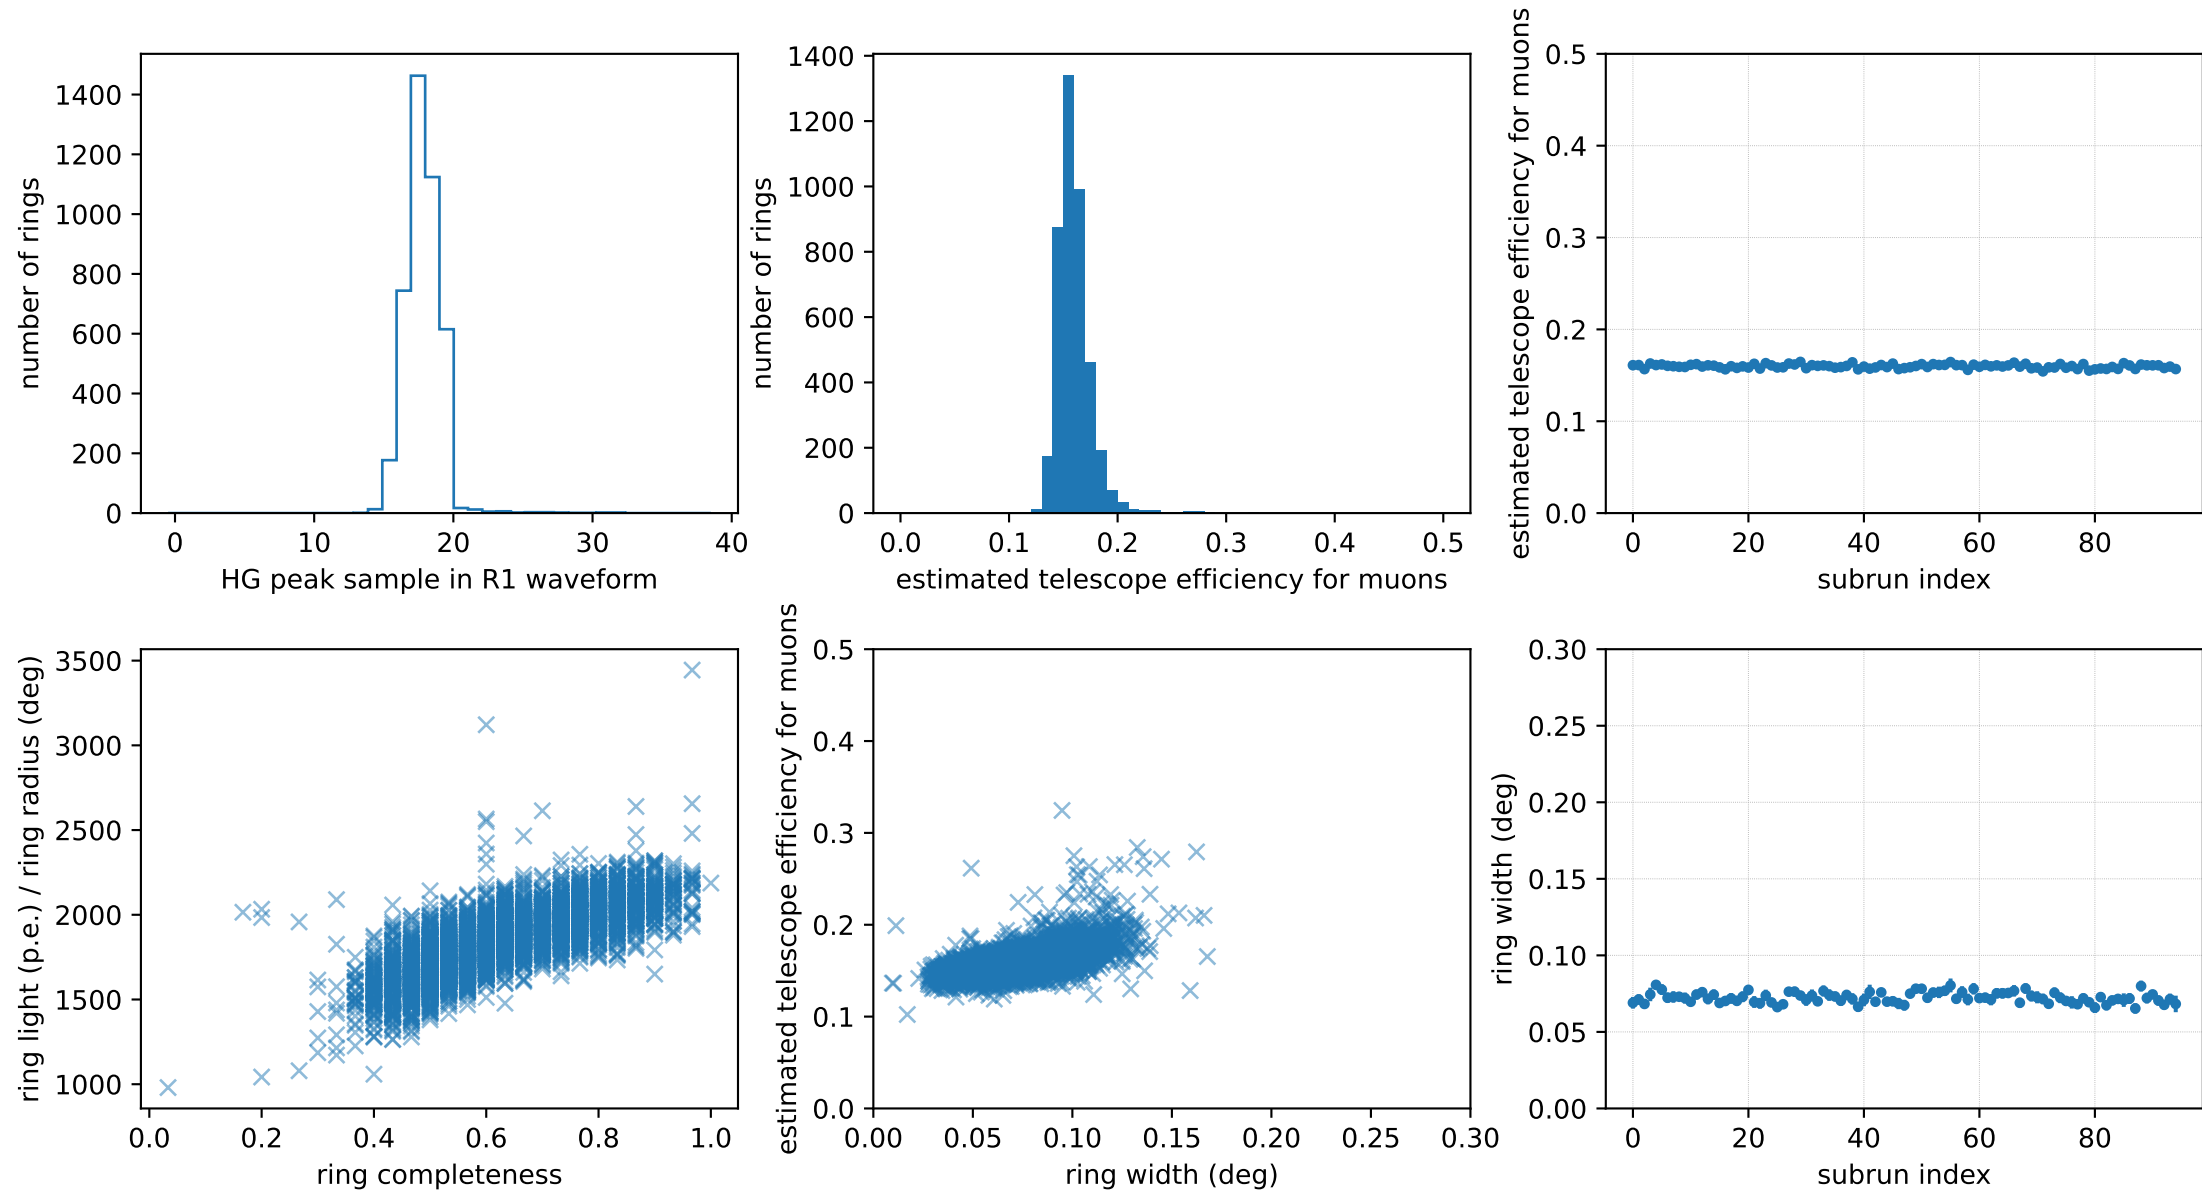 1400
1200
1000
800
600
400
200
0
number of rings
0 10 20 30 40
HG peak sample in R1 waveform
1400
1200
1000
800
600
400
200
0
number of rings
0.0 0.1 0.2 0.3 0.4 0.5
estimated telescope efficiency for muons
0.5
0.4
0.3
0.2
0.1
0.0
estimated telescope efficiency for muons
0 20 40 60 80
subrun index
3500
3000
2500
2000
1500
1000
ring light (p.e.) / ring radius (deg)
0.0 0.2 0.4 0.6 0.8 1.0
ring completeness
0.5
0.4
0.3
0.2
0.1
0.0
estimated telescope efficiency for muons
0.00 0.05 0.10 0.15 0.20 0.25 0.30
ring width (deg)
0.30
0.25
0.20
0.15
0.10
0.05
0.00
ring width (deg)
0 20 40 60 80
subrun index